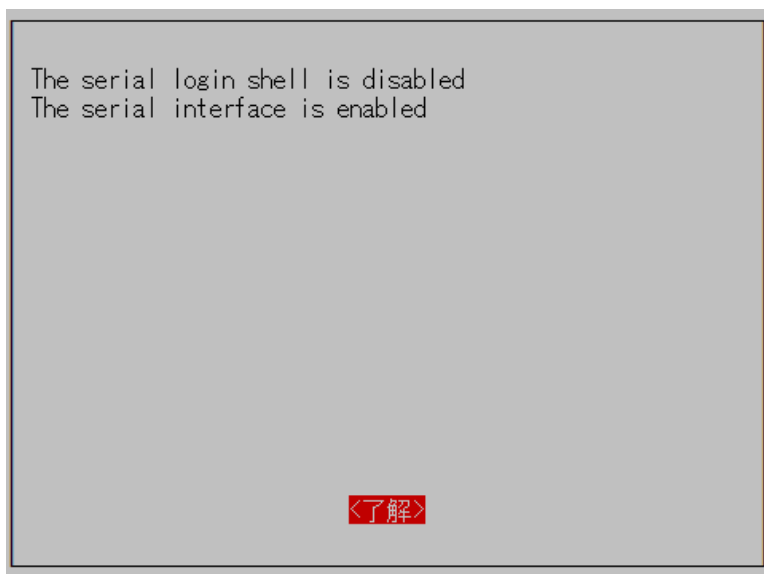 The serial login shell is disabled
The serial interface is enabled
<了解>